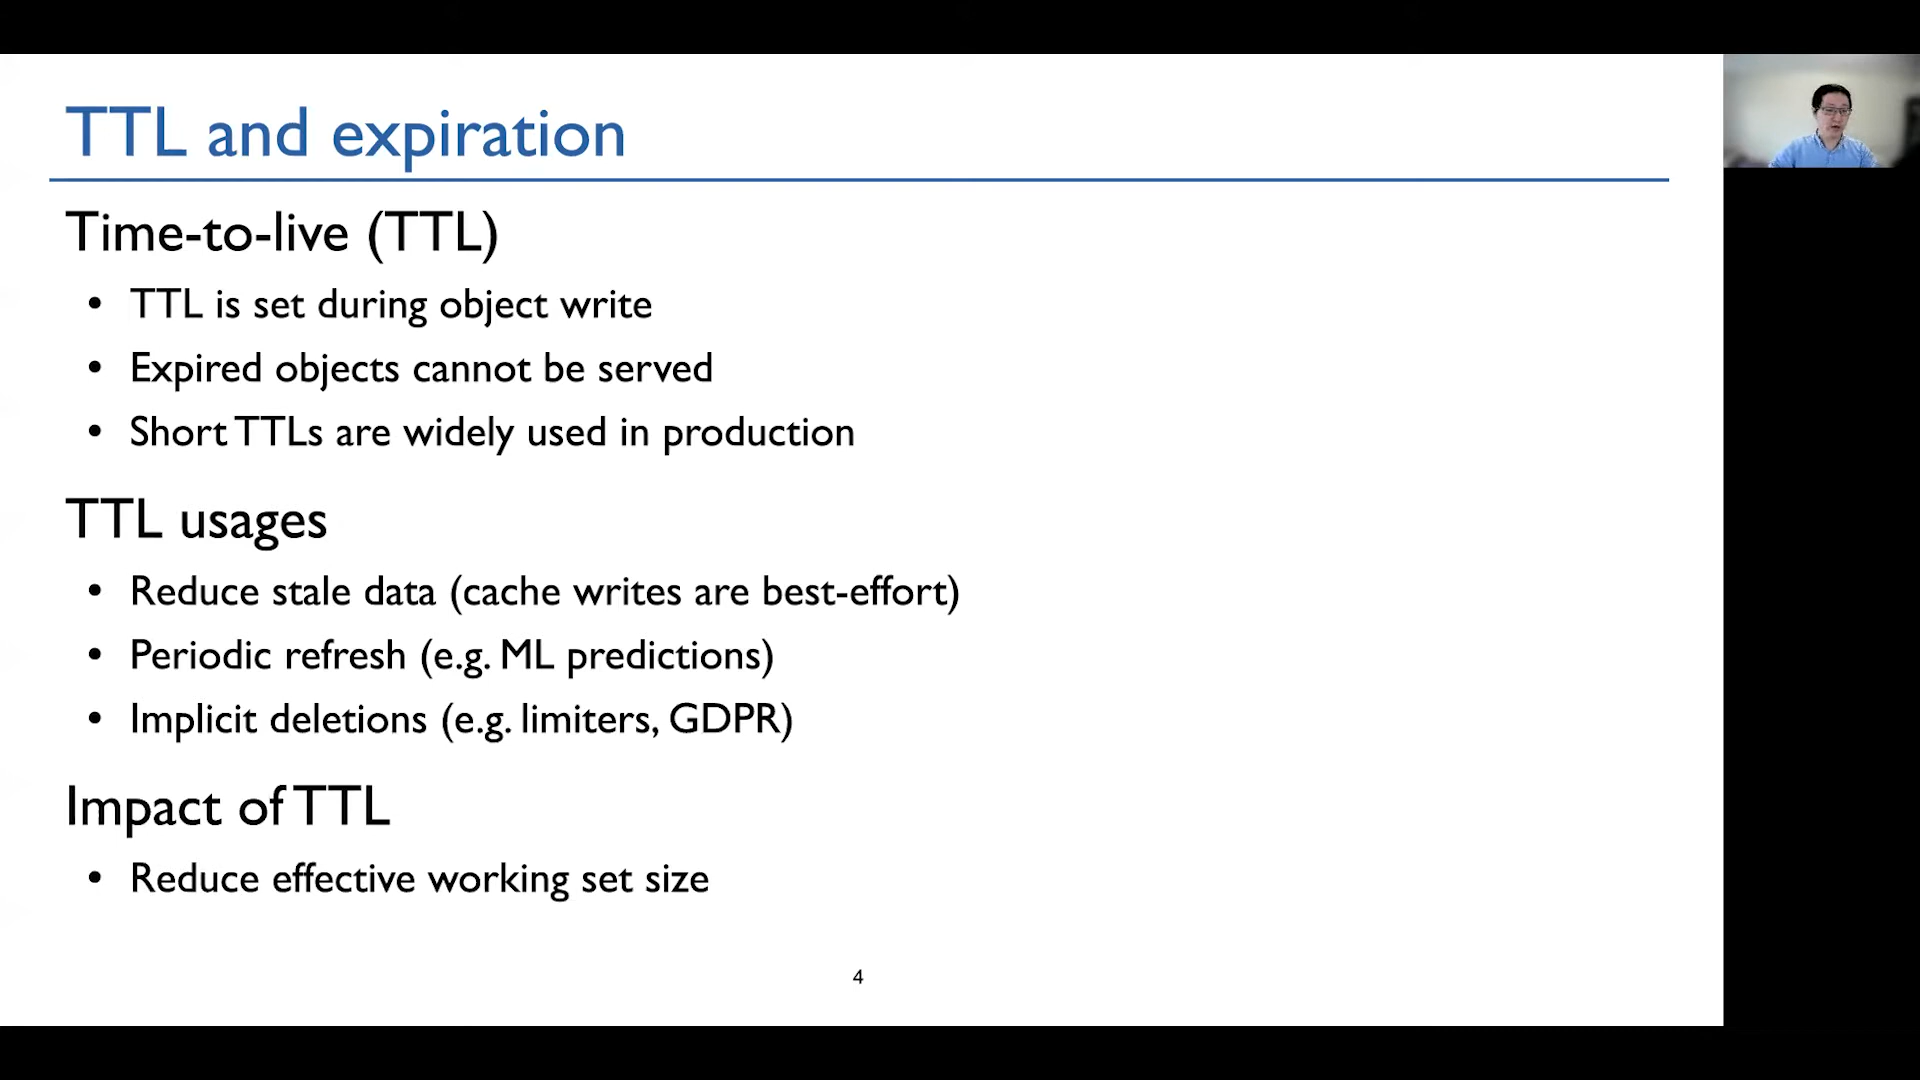 TTL and expiration
Time-to-live (TTL)
• TTL is set during object write
• Expired objects cannot be served
• Short TTLs are widely used in production
TTL usages
• Reduce stale data (cache writes are best-effort)
• Periodic refresh (e.g. ML predictions)
• Implicit deletions (e.g. limiters, GDPR)
Impact of TTL
• Reduce effective working set size
4